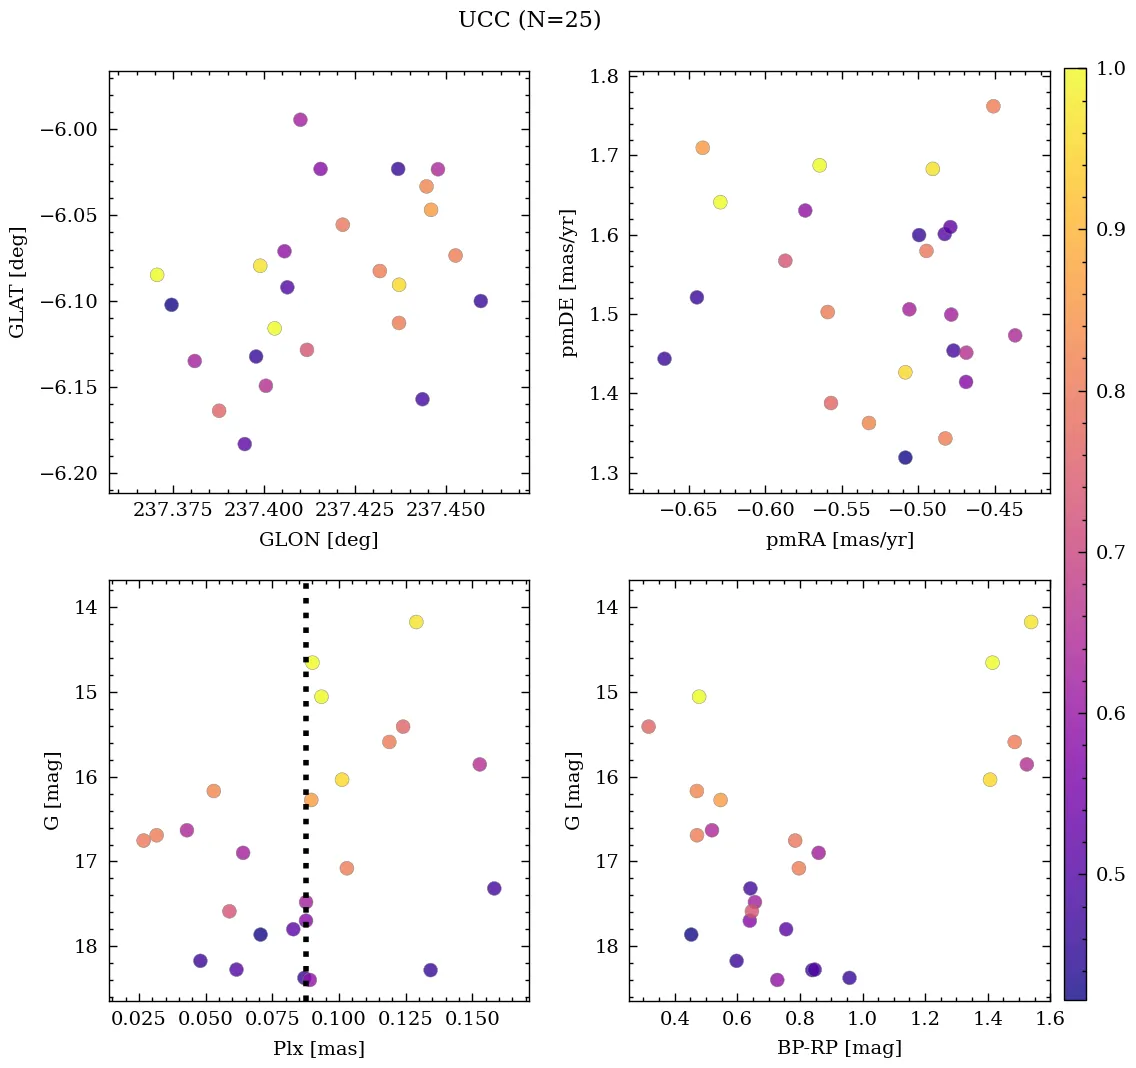 UCC (N=25)
−6.00
−6.05
−6.10
−6.15
−6.20
GLAT [deg]
237.375 237.400 237.425 237.450
GLON [deg]
1.8
1.7
1.6
1.5
1.4
1.3
pmDE [mas/yr]
−0.65 −0.60 −0.55 −0.50 −0.45
pmRA [mas/yr]
1.0
0.9
0.8
0.7
0.6
0.5
14
15
16
17
18
G [mag]
0.025 0.050 0.075 0.100 0.125 0.150
Plx [mas]
14
15
16
17
18
G [mag]
0.4 0.6 0.8 1.0 1.2 1.4 1.6
BP-RP [mag]